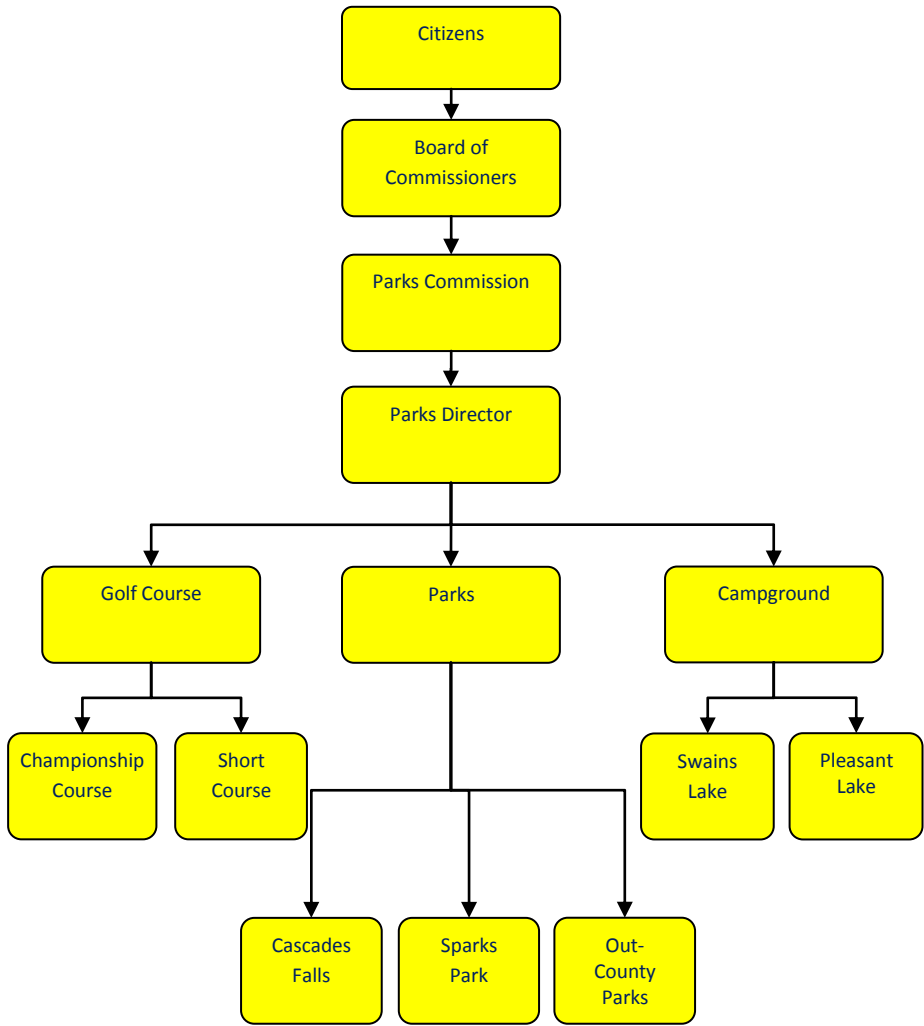 Citizens
Board of
Commissioners
Parks Commission
Parks Director
Golf Course
Parks
Campground
Championship
Course
Short
Course
Swains
Lake
Pleasant
Lake
Cascades
Falls
Sparks
Park
Out-
County
Parks